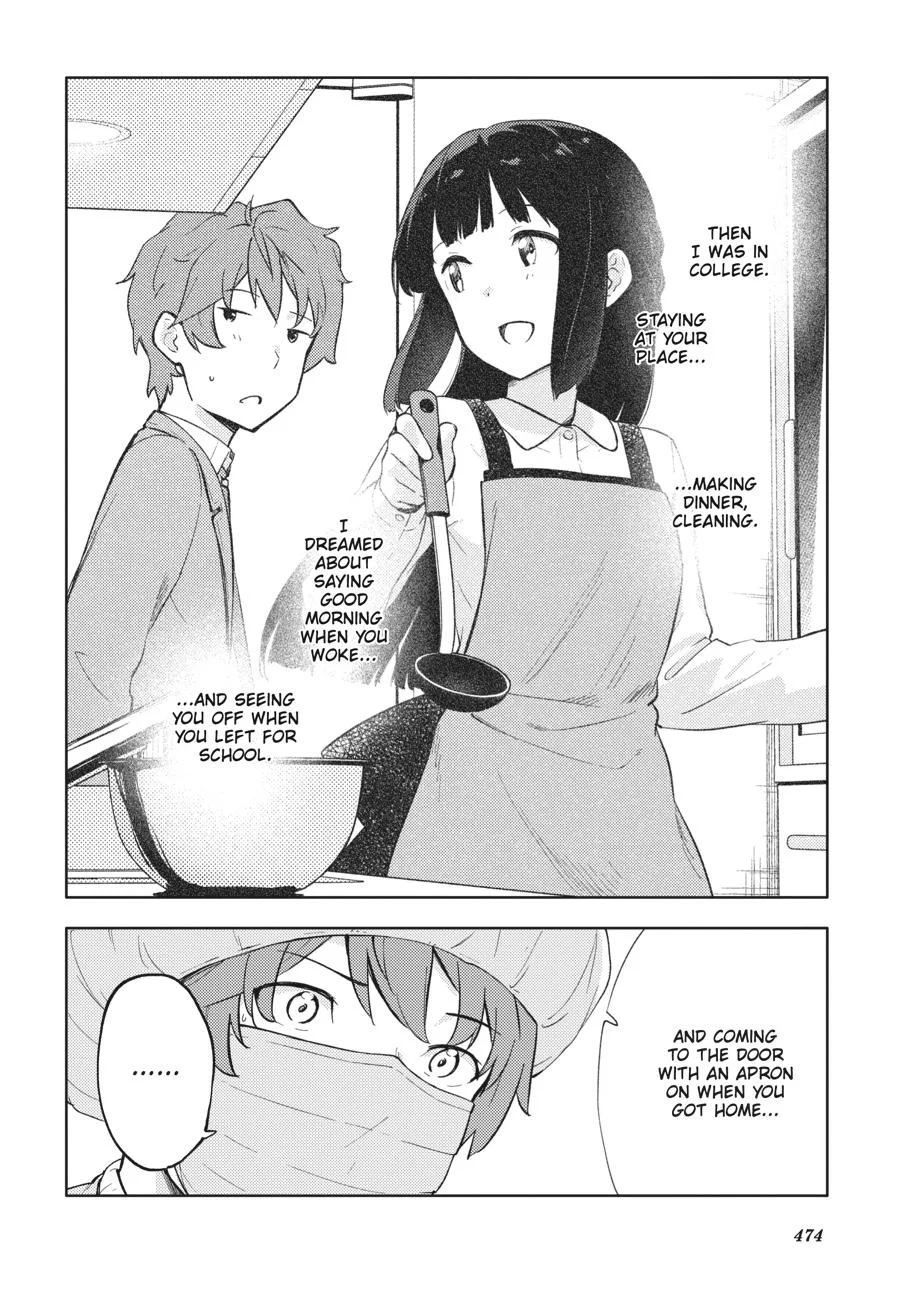 THEN
I WAS IN
COLLEGE.
STAYING
AT YOUR
PLACE...
...MAKING
DINNER,
CLEANING.
I
DREAMED
ABOUT
SAYING
GOOD
MORNING
WHEN YOU
WOKE...
...AND SEEING
YOU OFF WHEN
YOU LEFT FOR
SCHOOL.
AND COMING
TO THE DOOR
WITH AN APRON
ON WHEN YOU
GOT HOME...
......
474